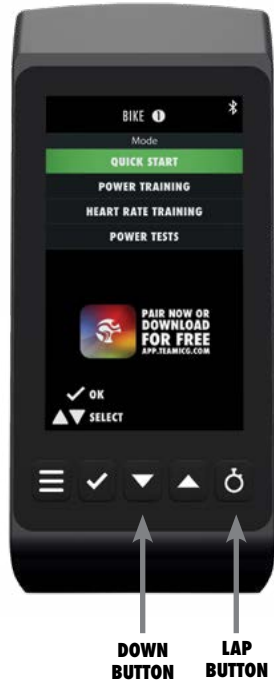 BIKE 1
Mode
QUICK START
POWER TRAINING
HEART RATE TRAINING
POWER TESTS
PAIR NOW OR
DOWNLOAD
FOR FREE
APP.TEAMICG.COM
OK
SELECT
DOWN
BUTTON
LAP
BUTTON